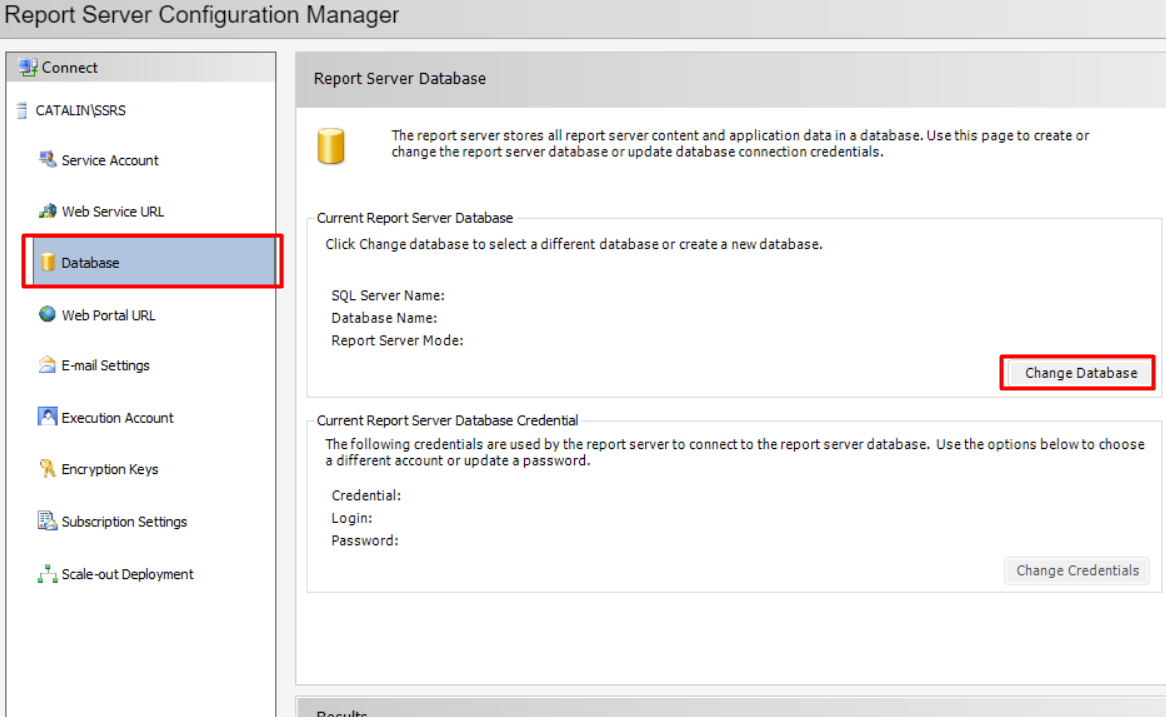 Report Server Configuration Manager
Connect
CATALIN\SSRS
Service Account
Web Service URL
Database
Web Portal URL
E-mail Settings
Execution Account
Encryption Keys
Subscription Settings
Scale-out Deployment
Report Server Database
The report server stores all report server content and application data in a database. Use this page to create or
change the report server database or update database connection credentials.
Current Report Server Database
Click Change database to select a different database or create a new database.
SQL Server Name:
Database Name:
Report Server Mode:
Change Database
Current Report Server Database Credential
The following credentials are used by the report server to connect to the report server database. Use the options below to choose
a different account or update a password.
Credential:
Login:
Password:
Change Credentials
Results